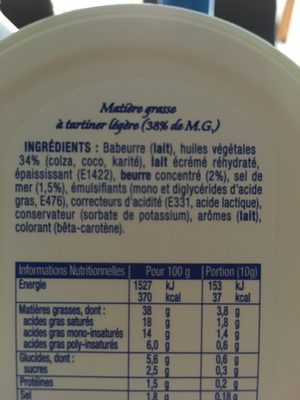 Matière grasse
à tartiner légère (38% de M.G.)
INGRÉDIENTS : Babeurre (lait), huiles végétales
34% (colza, coco, karité), lait écrémé réhydraté,
épaississant (E1422), beurre concentré (2%), sel de
mer (1,5%), émulsifiants (mono et diglycérides d'acide
gras, E476), correcteurs d'acidité (E331, acide lactique),
conservateur (sorbate de potassium), arômes (lait),
colorant (bêta-carotène).
Informations Nutritionnelles Pour 100 g Portion (10g)
Energie 1527 kJ 153 kJ
370 kcal 37 kcal
Matières grasses, dont : 38 g 3,8 g
acides gras saturés 18 g 1,8 g
acides gras mono-insaturés 14 g 1,4 g
acides gras poly-insaturés 6,0 g 0,6 g
Glucides, dont : 5,6 g 0,6 g
sucres 2,5 g 0,3 g
Protéines 1,5 g 0,2 g
Sel 1,8 g 0,18 g